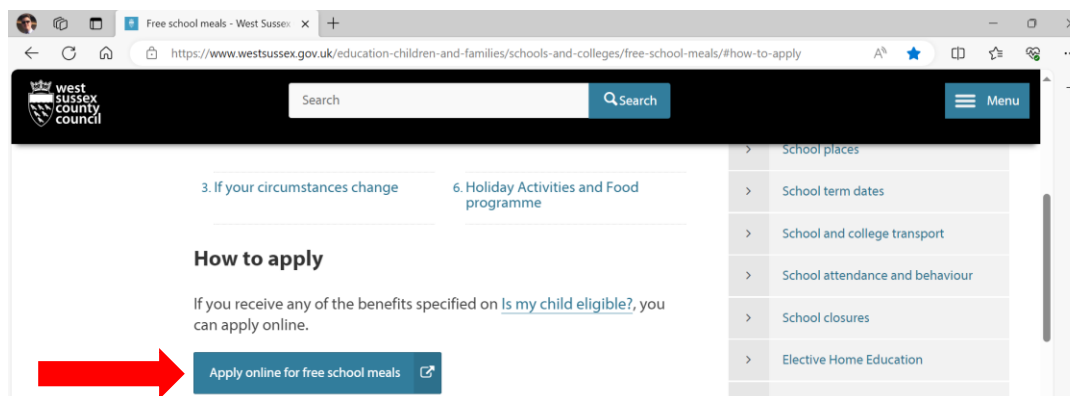 Free school meals - West Sussex
https://www.westsussex.gov.uk/education-children-and-families/schools-and-colleges/free-school-meals/#how-to-apply
west
sussex
county
council
Search
Search
Menu
3. If your circumstances change
6. Holiday Activities and Food
programme
How to apply
If you receive any of the benefits specified on Is my child eligible?, you
can apply online.
Apply online for free school meals
School places
School term dates
School and college transport
School attendance and behaviour
School closures
Elective Home Education